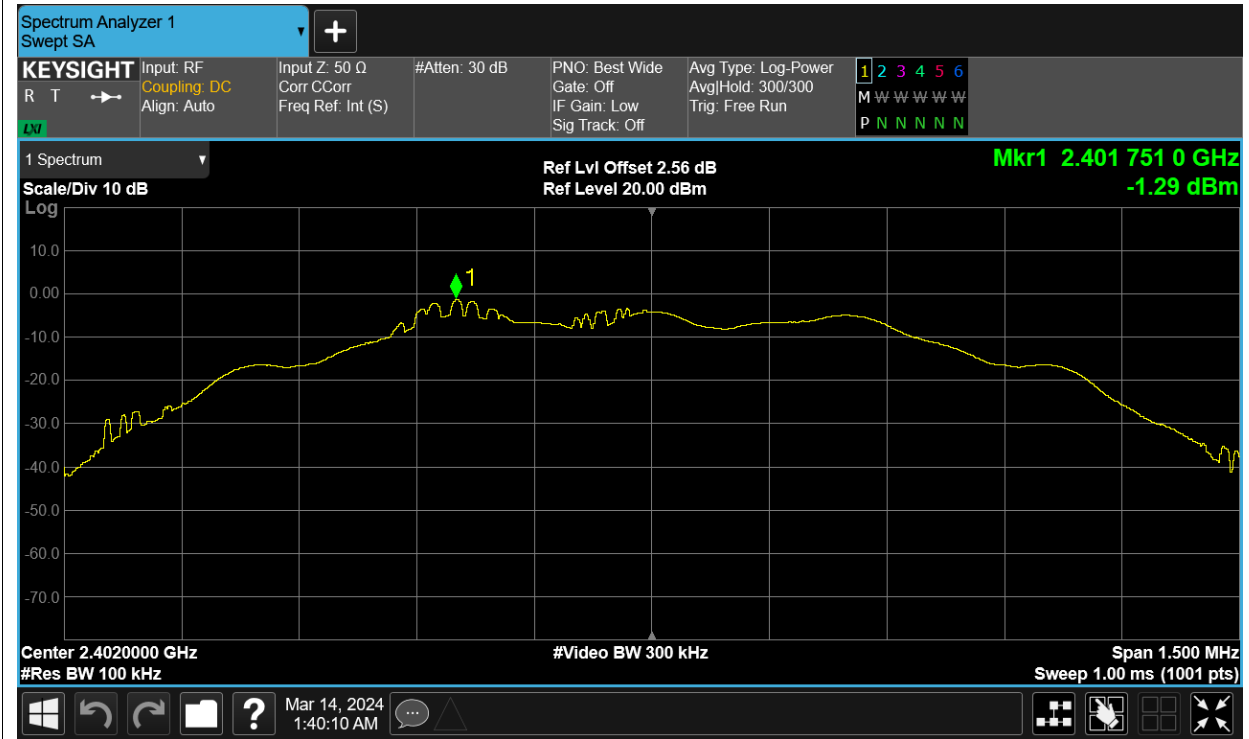 Spectrum Analyzer 1
Swept SA
+
KEYSIGHT
R T
LXI
Input: RF
Coupling: DC
Align: Auto
Input Z: 50 Ω
Corr CCorr
Freq Ref: Int (S)
#Atten: 30 dB
PNO: Best Wide
Gate: Off
IF Gain: Low
Sig Track: Off
Avg Type: Log-Power
Avg|Hold: 300/300
Trig: Free Run
1 2 3 4 5 6
M W W W W W
P N N N N N
1 Spectrum
Scale/Div 10 dB
Log
Ref Lvl Offset 2.56 dB
Ref Level 20.00 dBm
Mkr1 2.401 751 0 GHz
-1.29 dBm
10.0
0.00
-10.0
-20.0
-30.0
-40.0
-50.0
-60.0
-70.0
1
Center 2.4020000 GHz
#Res BW 100 kHz
#Video BW 300 kHz
Span 1.500 MHz
Sweep 1.00 ms (1001 pts)
?
Mar 14, 2024
1:40:10 AM